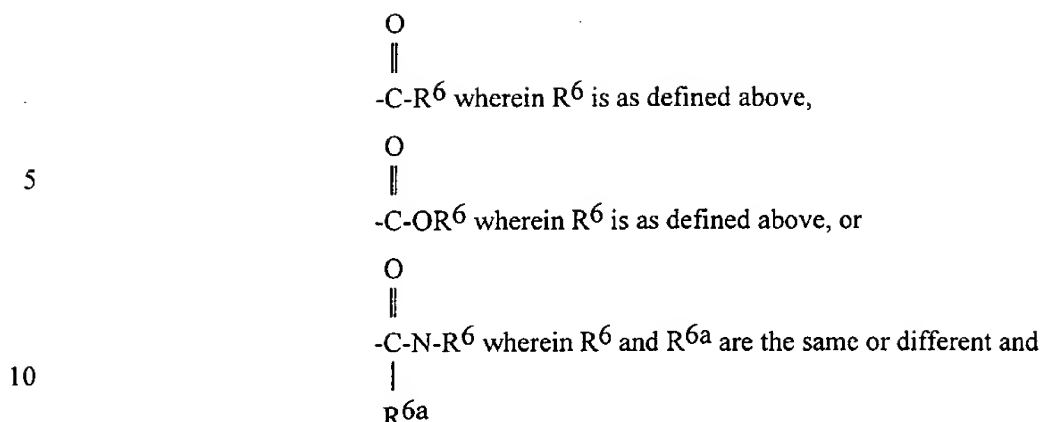 O
||
-C-R6 wherein R6 is as defined above,
O
5 ||
-C-OR6 wherein R6 is as defined above, or
O
||
-C-N-R6 wherein R6 and R6a are the same or different and
10 |
R6a